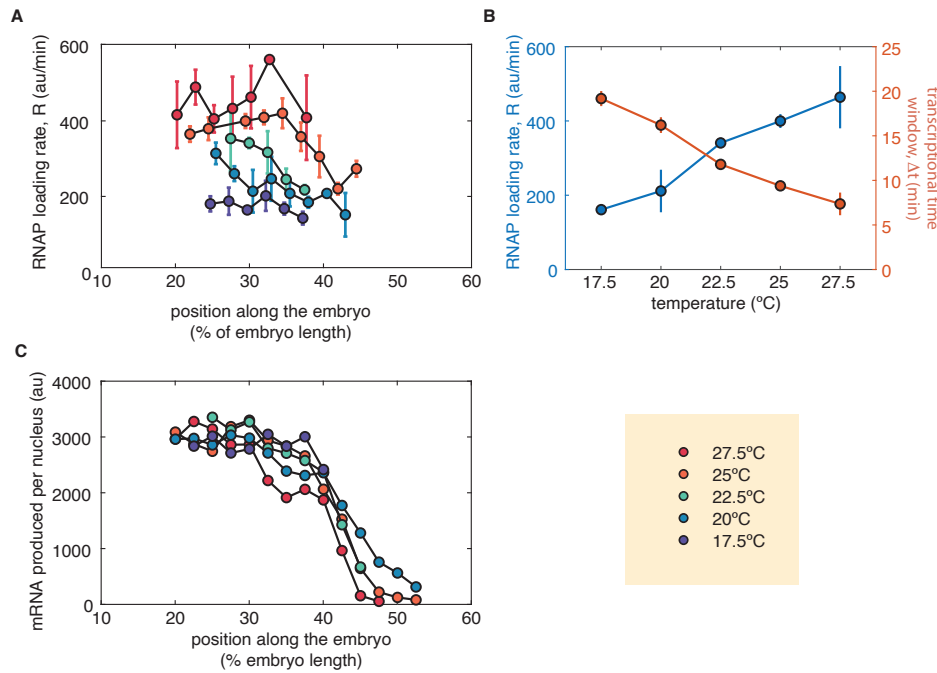 A
RNAP loading rate, R (au/min)
600
400
200
0
10
20
30
40
50
60
position along the embryo
(% of embryo length)
B
RNAP loading rate, R (au/min)
600
400
200
0
25
20
15
10
5
0
transcriptional time
window, Δt (min)
17.5
20
22.5
25
27.5
temperature (ºC)
C
mRNA produced per nucleus (au)
4000
3000
2000
1000
0
10
20
30
40
50
60
position along the embryo
(% embryo length)
27.5ºC
25ºC
22.5ºC
20ºC
17.5ºC